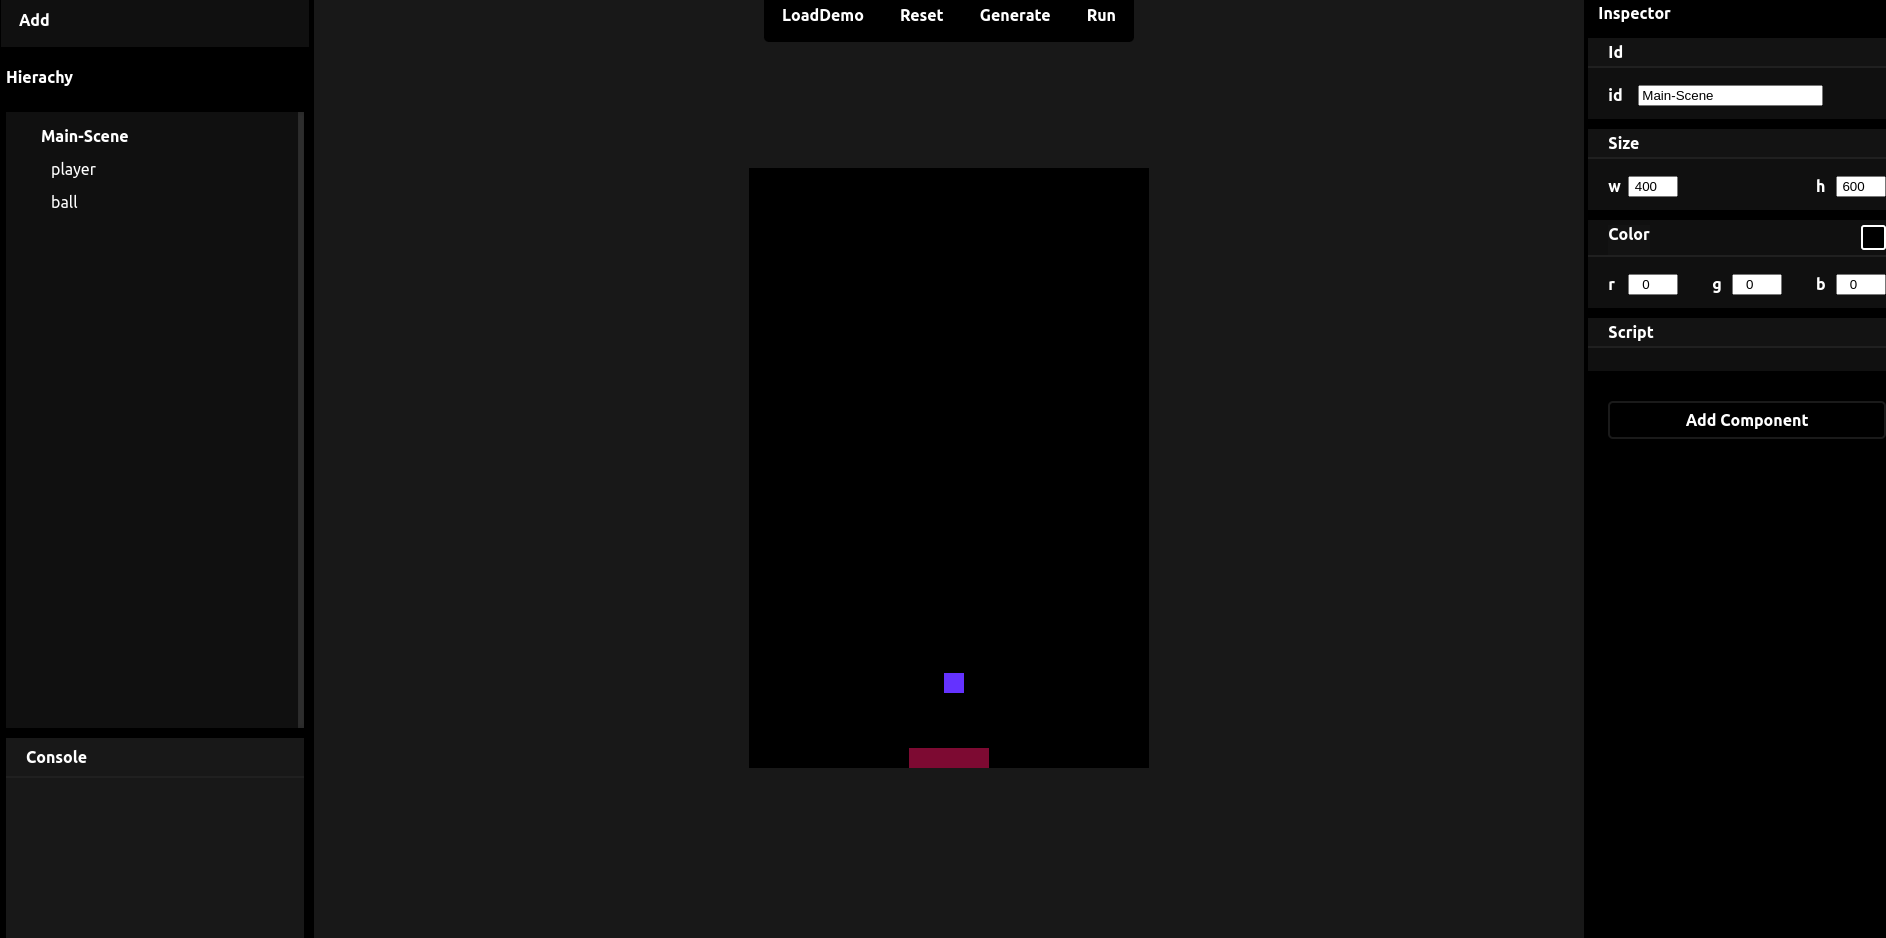 Add
Hierachy
Main-Scene
player
ball
Console
LoadDemo Reset Generate Run
Inspector
Id
id Main-Scene
Size
w 400 h 600
Color
r 0 g 0 b 0
Script
Add Component